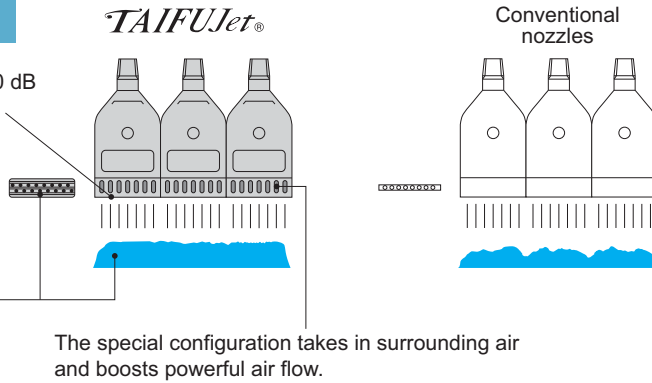 TAIFUJet®
Conventional
nozzles
0 dB
The special configuration takes in surrounding air
and boosts powerful air flow.